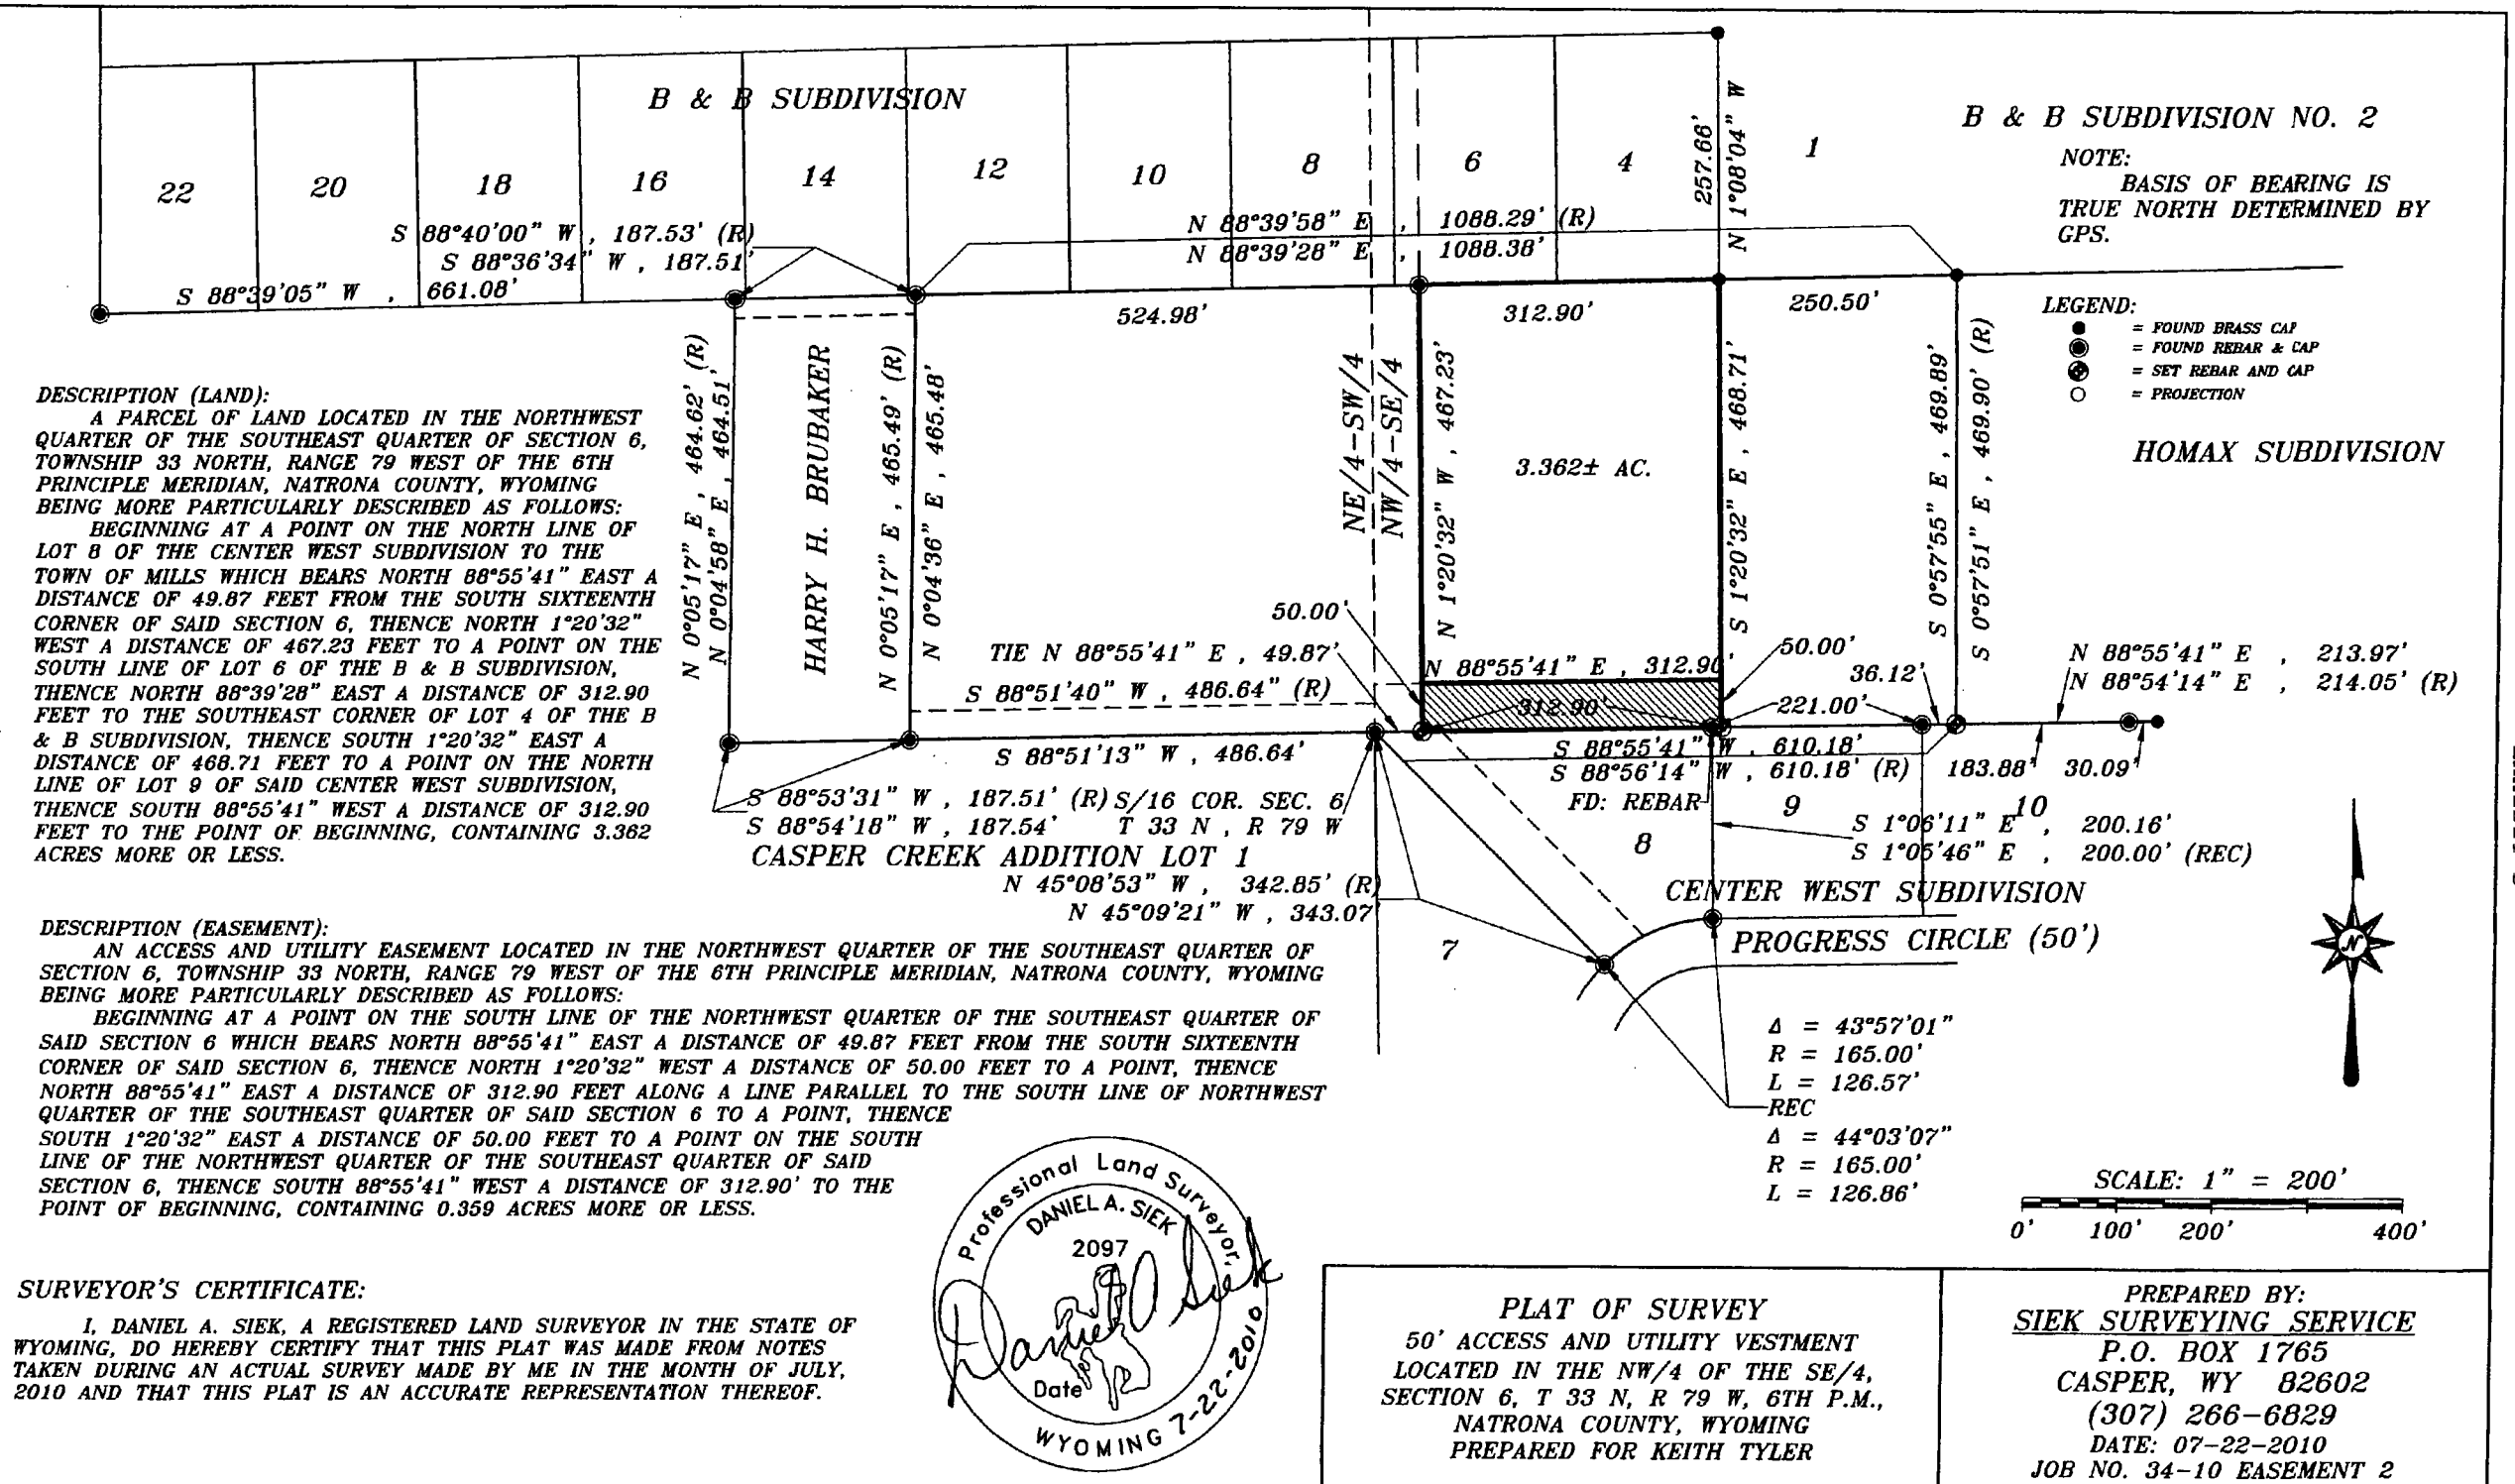 B & B SUBDIVISION
22
20
18
16
14
12
10
8
6
4
1
257.66'
N 1°08'04" W
B & B SUBDIVISION NO. 2
NOTE:
BASIS OF BEARING IS
TRUE NORTH DETERMINED BY
GPS.
S 88°40'00" W , 187.53' (R)
S 88°36'34" W , 187.51'
S 88°39'05" W , 661.08'
N 88°39'58" E , 1088.29' (R)
N 88°39'28" E , 1088.38'
524.98'
312.90'
250.50'
LEGEND:
= FOUND BRASS CAP
= FOUND REBAR & CAP
= SET REBAR AND CAP
= PROJECTION
HOMAX SUBDIVISION
N 0°05'17" E , 464.62' (R)
N 0°04'58" E , 464.51'
HARRY H. BRUBAKER
N 0°05'17" E , 465.49' (R)
N 0°04'36" E , 465.48'
NE/4-SW/4
NW/4-SE/4
N 1°20'32" W , 467.23'
3.362± AC.
S 1°20'32" E , 468.71'
S 0°57'55" E , 469.89'
S 0°57'51" E , 469.90' (R)
DESCRIPTION (LAND):
A PARCEL OF LAND LOCATED IN THE NORTHWEST
QUARTER OF THE SOUTHEAST QUARTER OF SECTION 6,
TOWNSHIP 33 NORTH, RANGE 79 WEST OF THE 6TH
PRINCIPLE MERIDIAN, NATRONA COUNTY, WYOMING
BEING MORE PARTICULARLY DESCRIBED AS FOLLOWS:
BEGINNING AT A POINT ON THE NORTH LINE OF
LOT 8 OF THE CENTER WEST SUBDIVISION TO THE
TOWN OF MILLS WHICH BEARS NORTH 88°55'41" EAST A
DISTANCE OF 49.87 FEET FROM THE SOUTH SIXTEENTH
CORNER OF SAID SECTION 6, THENCE NORTH 1°20'32"
WEST A DISTANCE OF 467.23 FEET TO A POINT ON THE
SOUTH LINE OF LOT 6 OF THE B & B SUBDIVISION,
THENCE NORTH 88°39'28" EAST A DISTANCE OF 312.90
FEET TO THE SOUTHEAST CORNER OF LOT 4 OF THE B
& B SUBDIVISION, THENCE SOUTH 1°20'32" EAST A
DISTANCE OF 468.71 FEET TO A POINT ON THE NORTH
LINE OF LOT 9 OF SAID CENTER WEST SUBDIVISION,
THENCE SOUTH 88°55'41" WEST A DISTANCE OF 312.90
FEET TO THE POINT OF BEGINNING, CONTAINING 3.362
ACRES MORE OR LESS.
50.00'
TIE N 88°55'41" E , 49.87'
S 88°51'40" W , 486.64" (R)
N 88°55'41" E , 312.90'
50.00'
36.12'
N 88°55'41" E , 213.97'
N 88°54'14" E , 214.05' (R)
312.90'
221.00'
S 88°51'13" W , 486.64'
S 88°55'41" W , 610.18'
S 88°56'14" W , 610.18' (R)
183.88'
30.09'
S 88°53'31" W , 187.51' (R)
S 88°54'18" W , 187.54'
S/16 COR. SEC. 6
T 33 N , R 79 W
FD: REBAR
8
9
10
S 1°06'11" E , 200.16'
S 1°05'46" E , 200.00' (REC)
CASPER CREEK ADDITION LOT 1
N 45°08'53" W , 342.85' (R)
N 45°09'21" W , 343.07'
CENTER WEST SUBDIVISION
7
PROGRESS CIRCLE (50')
N
Δ = 43°57'01"
R = 165.00'
L = 126.57'
REC
Δ = 44°03'07"
R = 165.00'
L = 126.86'
DESCRIPTION (EASEMENT):
AN ACCESS AND UTILITY EASEMENT LOCATED IN THE NORTHWEST QUARTER OF THE SOUTHEAST QUARTER OF
SECTION 6, TOWNSHIP 33 NORTH, RANGE 79 WEST OF THE 6TH PRINCIPLE MERIDIAN, NATRONA COUNTY, WYOMING
BEING MORE PARTICULARLY DESCRIBED AS FOLLOWS:
BEGINNING AT A POINT ON THE SOUTH LINE OF THE NORTHWEST QUARTER OF THE SOUTHEAST QUARTER OF
SAID SECTION 6 WHICH BEARS NORTH 88°55'41" EAST A DISTANCE OF 49.87 FEET FROM THE SOUTH SIXTEENTH
CORNER OF SAID SECTION 6, THENCE NORTH 1°20'32" WEST A DISTANCE OF 50.00 FEET TO A POINT, THENCE
NORTH 88°55'41" EAST A DISTANCE OF 312.90 FEET ALONG A LINE PARALLEL TO THE SOUTH LINE OF NORTHWEST
QUARTER OF THE SOUTHEAST QUARTER OF SAID SECTION 6 TO A POINT, THENCE
SOUTH 1°20'32" EAST A DISTANCE OF 50.00 FEET TO A POINT ON THE SOUTH
LINE OF THE NORTHWEST QUARTER OF THE SOUTHEAST QUARTER OF SAID
SECTION 6, THENCE SOUTH 88°55'41" WEST A DISTANCE OF 312.90' TO THE
POINT OF BEGINNING, CONTAINING 0.359 ACRES MORE OR LESS.
SURVEYOR'S CERTIFICATE:
I, DANIEL A. SIEK, A REGISTERED LAND SURVEYOR IN THE STATE OF
WYOMING, DO HEREBY CERTIFY THAT THIS PLAT WAS MADE FROM NOTES
TAKEN DURING AN ACTUAL SURVEY MADE BY ME IN THE MONTH OF JULY,
2010 AND THAT THIS PLAT IS AN ACCURATE REPRESENTATION THEREOF.
Professional Land Surveyor
DANIEL A. SIEK
2097
Daniel A Siek
Date
7-22-2010
WYOMING
SCALE: 1" = 200'
0' 100' 200' 400'
PLAT OF SURVEY
50' ACCESS AND UTILITY VESTMENT
LOCATED IN THE NW/4 OF THE SE/4,
SECTION 6, T 33 N, R 79 W, 6TH P.M.,
NATRONA COUNTY, WYOMING
PREPARED FOR KEITH TYLER
PREPARED BY:
SIEK SURVEYING SERVICE
P.O. BOX 1765
CASPER, WY 82602
(307) 266-6829
DATE: 07-22-2010
JOB NO. 34-10 EASEMENT 2